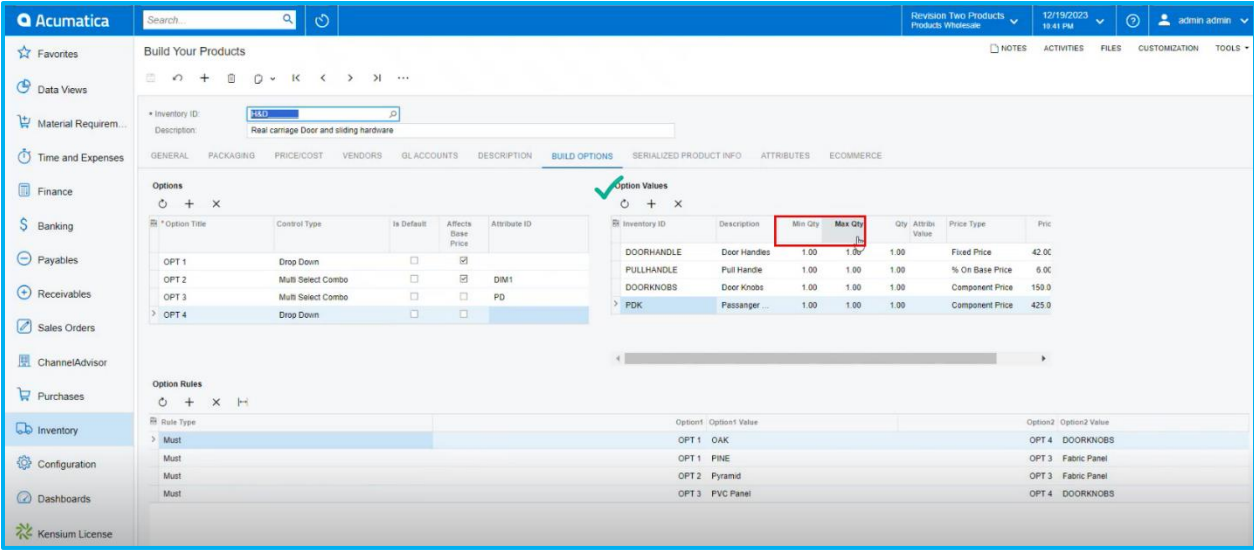 Acumatica
Search...
Revision Two Products
Products Wholesale
12/19/2023
10:41 PM
admin admin
Favorites
Data Views
Material Requirem...
Time and Expenses
Finance
Banking
Payables
Receivables
Sales Orders
ChannelAdvisor
Purchases
Inventory
Configuration
Dashboards
Kensium License
Build Your Products
NOTES ACTIVITIES FILES CUSTOMIZATION TOOLS
* Inventory ID: H&D
Description: Real carriage Door and sliding hardware
GENERAL PACKAGING PRICE/COST VENDORS GL ACCOUNTS DESCRIPTION BUILD OPTIONS SERIALIZED PRODUCT INFO ATTRIBUTES ECOMMERCE
Options
* Option Title Control Type Is Default Affects Base Price Attribute ID
OPT 1 Drop Down
OPT 2 Multi Select Combo DIM1
OPT 3 Multi Select Combo PD
OPT 4 Drop Down
Option Values
Inventory ID Description Min Qty Max Qty Qty Attribu Value Price Type Pric
DOORHANDLE Door Handles 1.00 1.00 1.00 Fixed Price 42.00
PULLHANDLE Pull Handle 1.00 1.00 1.00 % On Base Price 6.00
DOORKNOBS Door Knobs 1.00 1.00 1.00 Component Price 150.0
PDK Passanger ... 1.00 1.00 1.00 Component Price 425.0
Option Rules
Rule Type Option1 Option1 Value Option2 Option2 Value
Must OPT 1 OAK OPT 4 DOORKNOBS
Must OPT 1 PINE OPT 3 Fabric Panel
Must OPT 2 Pyramid OPT 3 Fabric Panel
Must OPT 3 PVC Panel OPT 4 DOORKNOBS